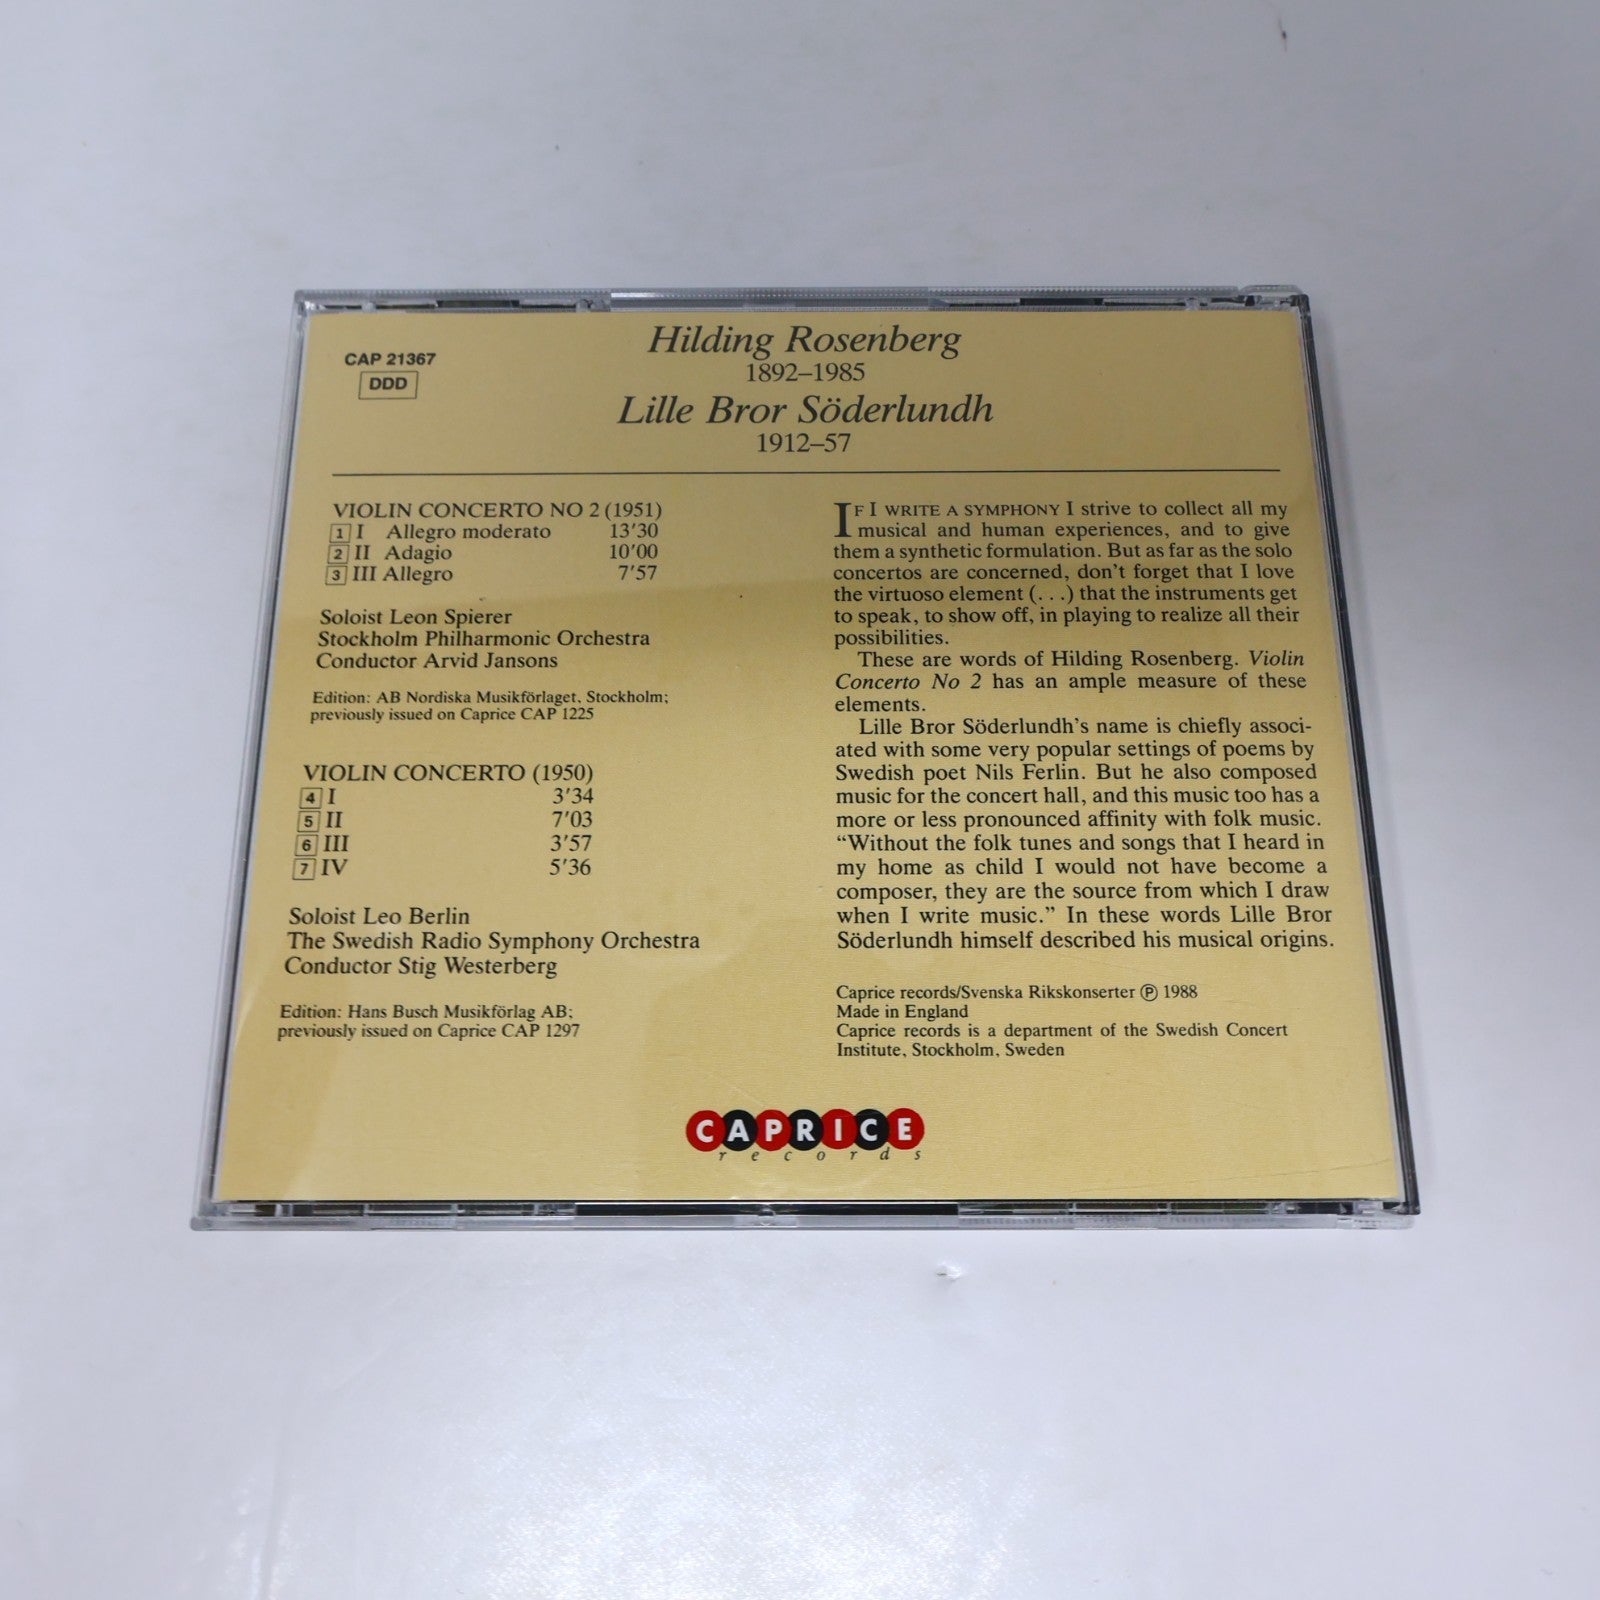 CAP 21367
DDD
Hilding Rosenberg
1892–1985
Lille Bror Söderlundh
1912–57
VIOLIN CONCERTO NO 2 (1951)
1 I Allegro moderato 13'30
2 II Adagio 10'00
3 III Allegro 7'57
Soloist Leon Spierer
Stockholm Philharmonic Orchestra
Conductor Arvid Jansons
Edition: AB Nordiska Musikförlaget, Stockholm;
previously issued on Caprice CAP 1225
VIOLIN CONCERTO (1950)
4 I 3'34
5 II 7'03
6 III 3'57
7 IV 5'36
Soloist Leo Berlin
The Swedish Radio Symphony Orchestra
Conductor Stig Westerberg
Edition: Hans Busch Musikförlag AB;
previously issued on Caprice CAP 1297
IF I WRITE A SYMPHONY I strive to collect all my
musical and human experiences, and to give
them a synthetic formulation. But as far as the solo
concertos are concerned, don't forget that I love
the virtuoso element (. . .) that the instruments get
to speak, to show off, in playing to realize all their
possibilities.
These are words of Hilding Rosenberg. Violin
Concerto No 2 has an ample measure of these
elements.
Lille Bror Söderlundh's name is chiefly associ-
ated with some very popular settings of poems by
Swedish poet Nils Ferlin. But he also composed
music for the concert hall, and this music too has a
more or less pronounced affinity with folk music.
“Without the folk tunes and songs that I heard in
my home as child I would not have become a
composer, they are the source from which I draw
when I write music.” In these words Lille Bror
Söderlundh himself described his musical origins.
Caprice records/Svenska Rikskonserter ℗ 1988
Made in England
Caprice records is a department of the Swedish Concert
Institute, Stockholm, Sweden
CAPRICE
records